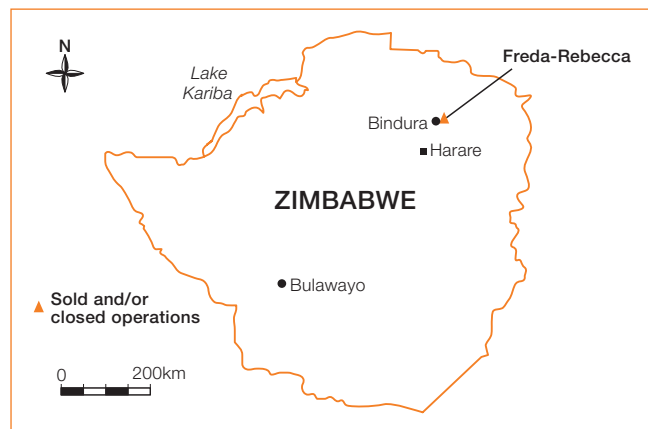 N
Freda-Rebecca
Lake
Kariba
Bindura
Harare
ZIMBABWE
Bulawayo
Sold and/or
closed operations
0 200km